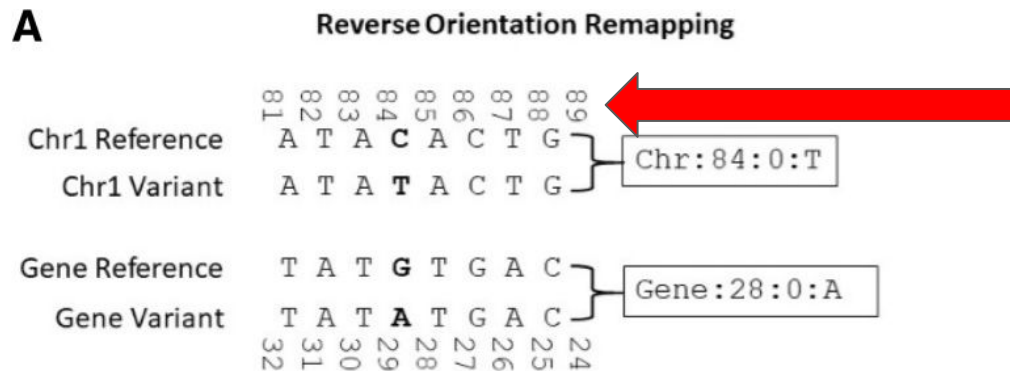 A
Reverse Orientation Remapping
81 82 83 84 85 86 87 88 89
Chr1 Reference A T A C A C T G
Chr:84:0:T
Chr1 Variant A T A T A C T G
Gene Reference T A T G T G A C
Gene:28:0:A
Gene Variant T A T A T G A C
32 31 30 29 28 27 26 25 24